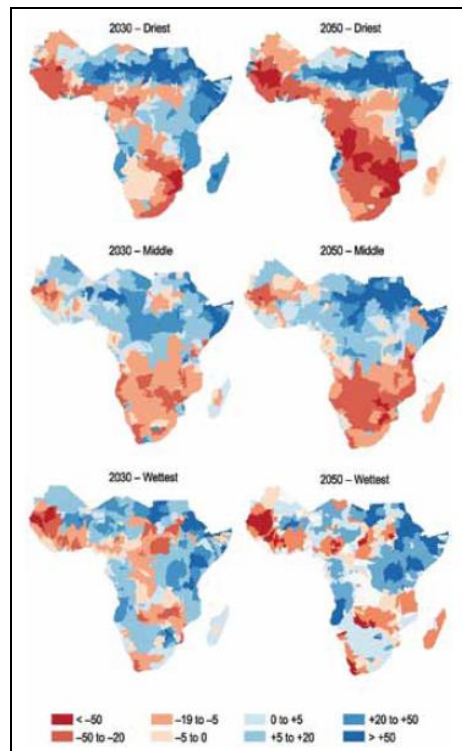 2030 – Driest
2050 – Driest
2030 – Middle
2050 – Middle
2030 – Wettest
2050 – Wettest
< –50
–19 to –5
0 to +5
+20 to +50
–50 to –20
–5 to 0
+5 to +20
> +50